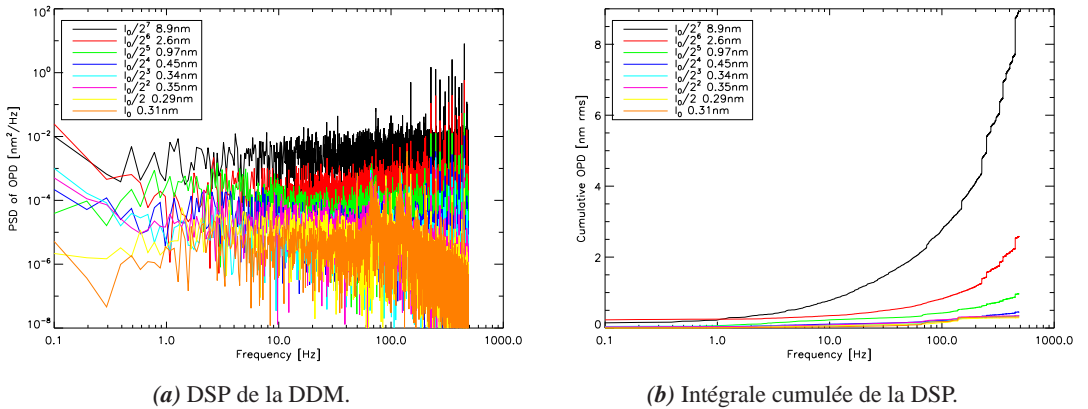 I₀/2⁷ 8.9nm
I₀/2⁶ 2.6nm
I₀/2⁵ 0.97nm
I₀/2⁴ 0.45nm
I₀/2³ 0.34nm
I₀/2² 0.35nm
I₀/2 0.29nm
I₀ 0.31nm
PSD of OPD [nm²/Hz]
10²
10⁰
10⁻²
10⁻⁴
10⁻⁶
10⁻⁸
0.1 1.0 10.0 100.0 1000.0
Frequency [Hz]
(a) DSP de la DDM.
I₀/2⁷ 8.9nm
I₀/2⁶ 2.6nm
I₀/2⁵ 0.97nm
I₀/2⁴ 0.45nm
I₀/2³ 0.34nm
I₀/2² 0.35nm
I₀/2 0.29nm
I₀ 0.31nm
Cumulative OPD [nm rms]
8
6
4
2
0
0.1 1.0 10.0 100.0 1000.0
Frequency [Hz]
(b) Intégrale cumulée de la DSP.